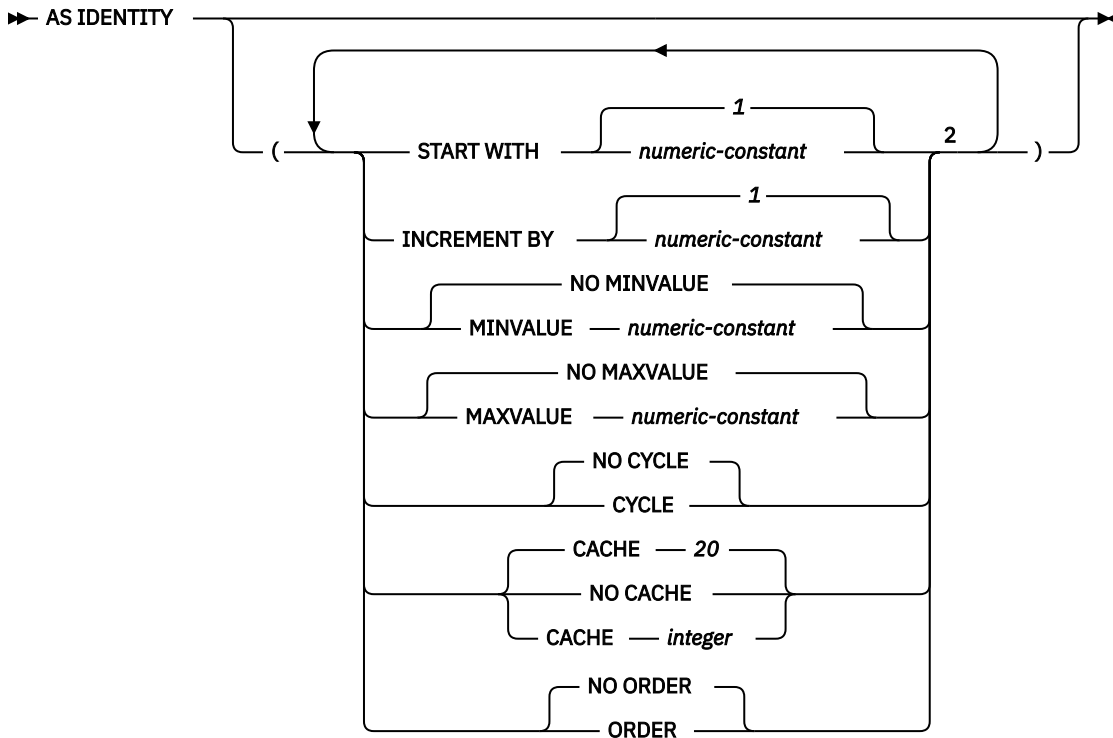 AS IDENTITY
1
2
( START WITH numeric-constant )
1
INCREMENT BY numeric-constant
NO MINVALUE
MINVALUE numeric-constant
NO MAXVALUE
MAXVALUE numeric-constant
NO CYCLE
CYCLE
CACHE 20
NO CACHE
CACHE integer
NO ORDER
ORDER